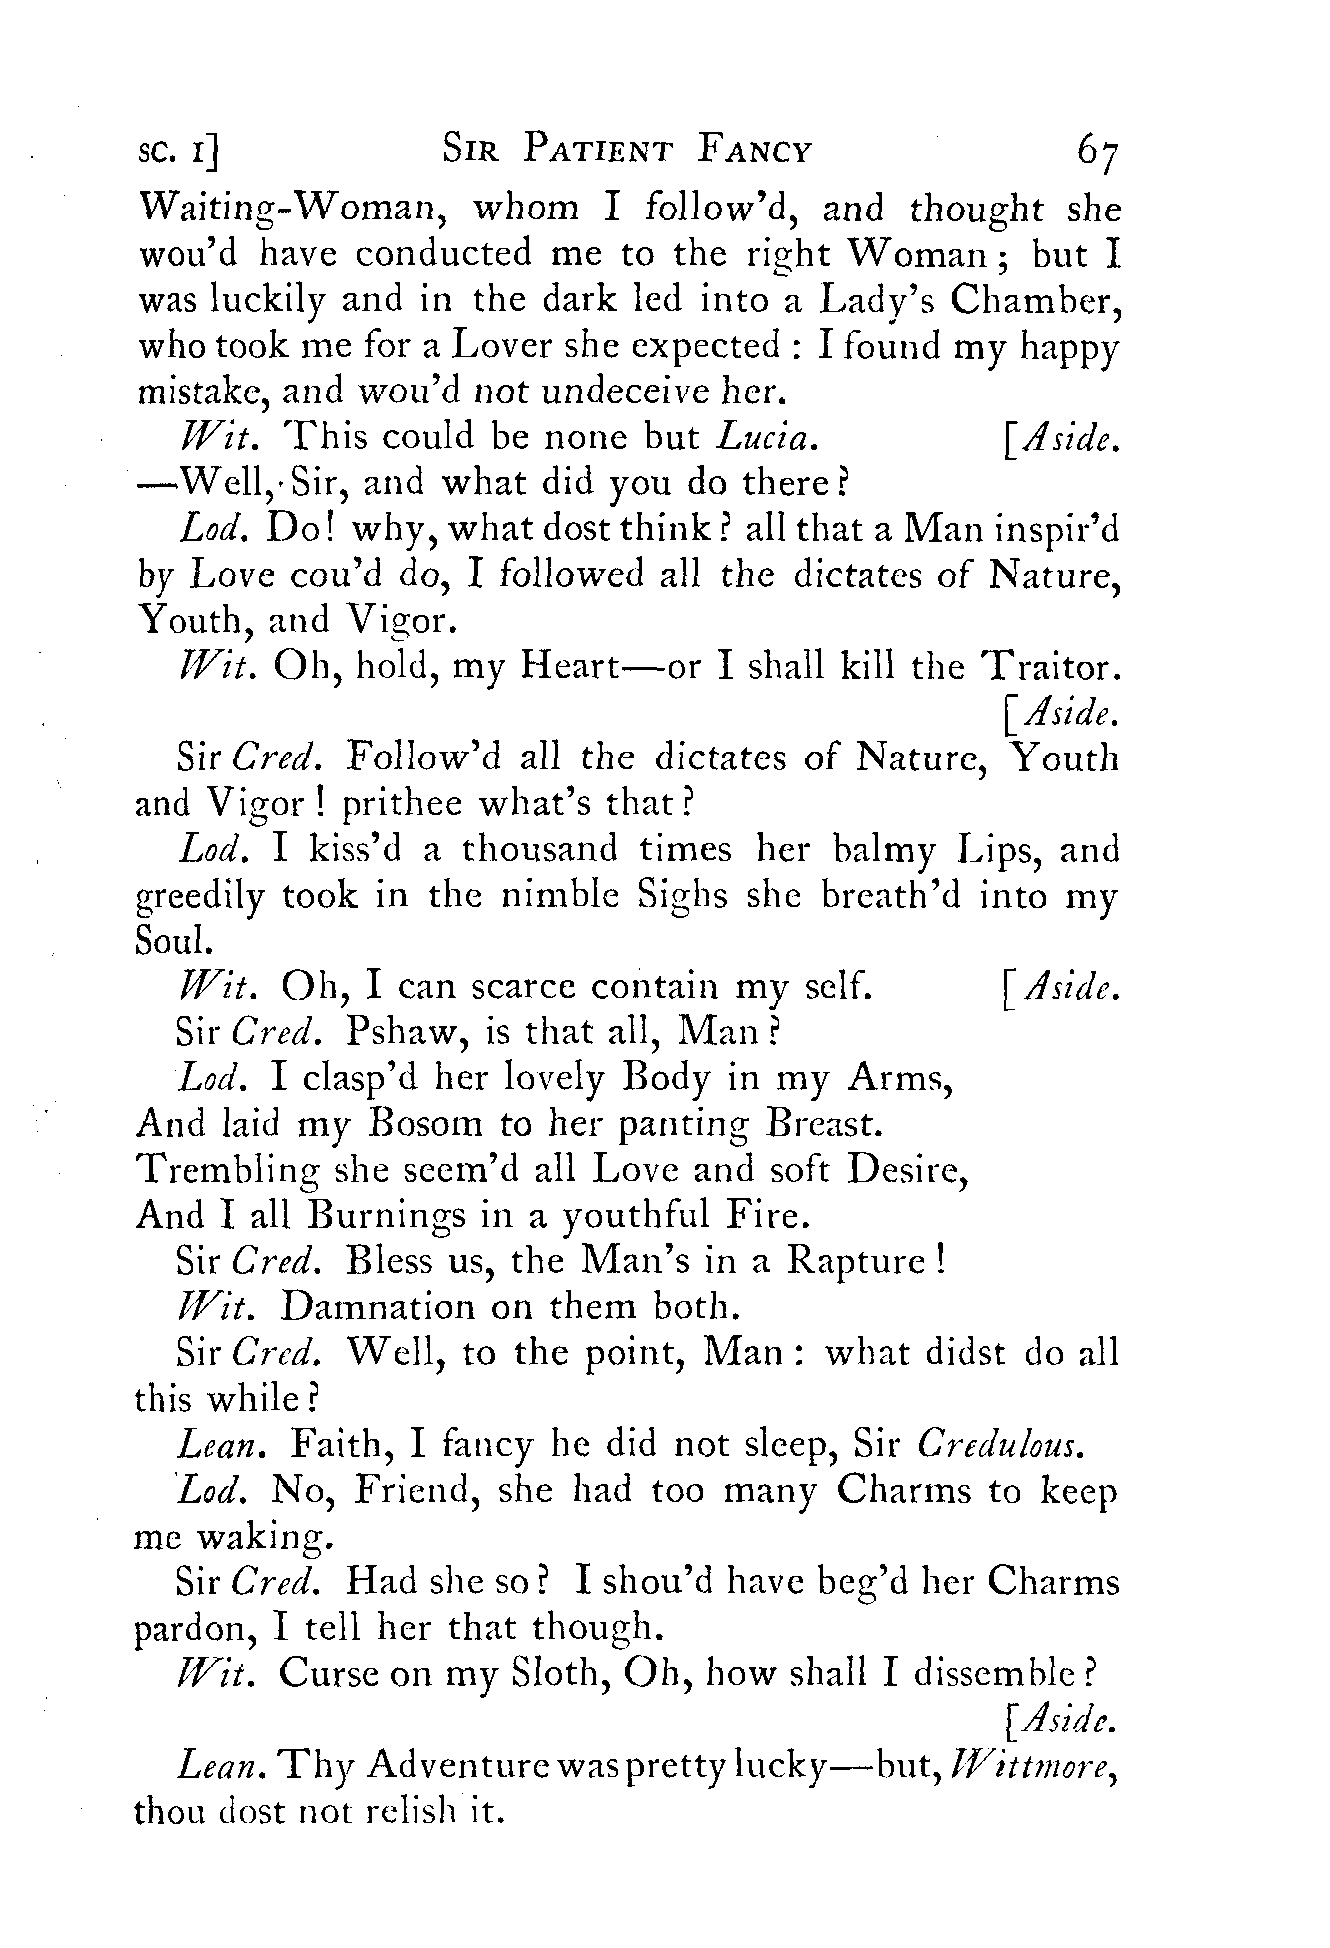 SC. I] SIR PATIENT FANCY 67
Waiting-Woman, whom I follow'd, and thought she
wou'd have conducted me to the right Woman ; but I
was luckily and in the dark led into a Lady's Chamber,
who took me for a Lover she expected : I found my happy
mistake, and wou'd not undeceive her.
Wit. This could be none but Lucia. [Aside.
—Well, Sir, and what did you do there?
Lod. Do! why, what dost think? all that a Man inspir'd
by Love cou'd do, I followed all the dictates of Nature,
Youth, and Vigor.
Wit. Oh, hold, my Heart—or I shall kill the Traitor.
[Aside.
Sir Cred. Follow'd all the dictates of Nature, Youth
and Vigor ! prithee what's that?
Lod. I kiss'd a thousand times her balmy Lips, and
greedily took in the nimble Sighs she breath'd into my
Soul.
Wit. Oh, I can scarce contain my self. [Aside.
Sir Cred. Pshaw, is that all, Man?
Lod. I clasp'd her lovely Body in my Arms,
And laid my Bosom to her panting Breast.
Trembling she seem'd all Love and soft Desire,
And I all Burnings in a youthful Fire.
Sir Cred. Bless us, the Man's in a Rapture !
Wit. Damnation on them both.
Sir Cred. Well, to the point, Man : what didst do all
this while?
Lean. Faith, I fancy he did not sleep, Sir Credulous.
Lod. No, Friend, she had too many Charms to keep
me waking.
Sir Cred. Had she so? I shou'd have beg'd her Charms
pardon, I tell her that though.
Wit. Curse on my Sloth, Oh, how shall I dissemble?
[Aside.
Lean. Thy Adventure was pretty lucky—but, Wittmore,
thou dost not relish it.